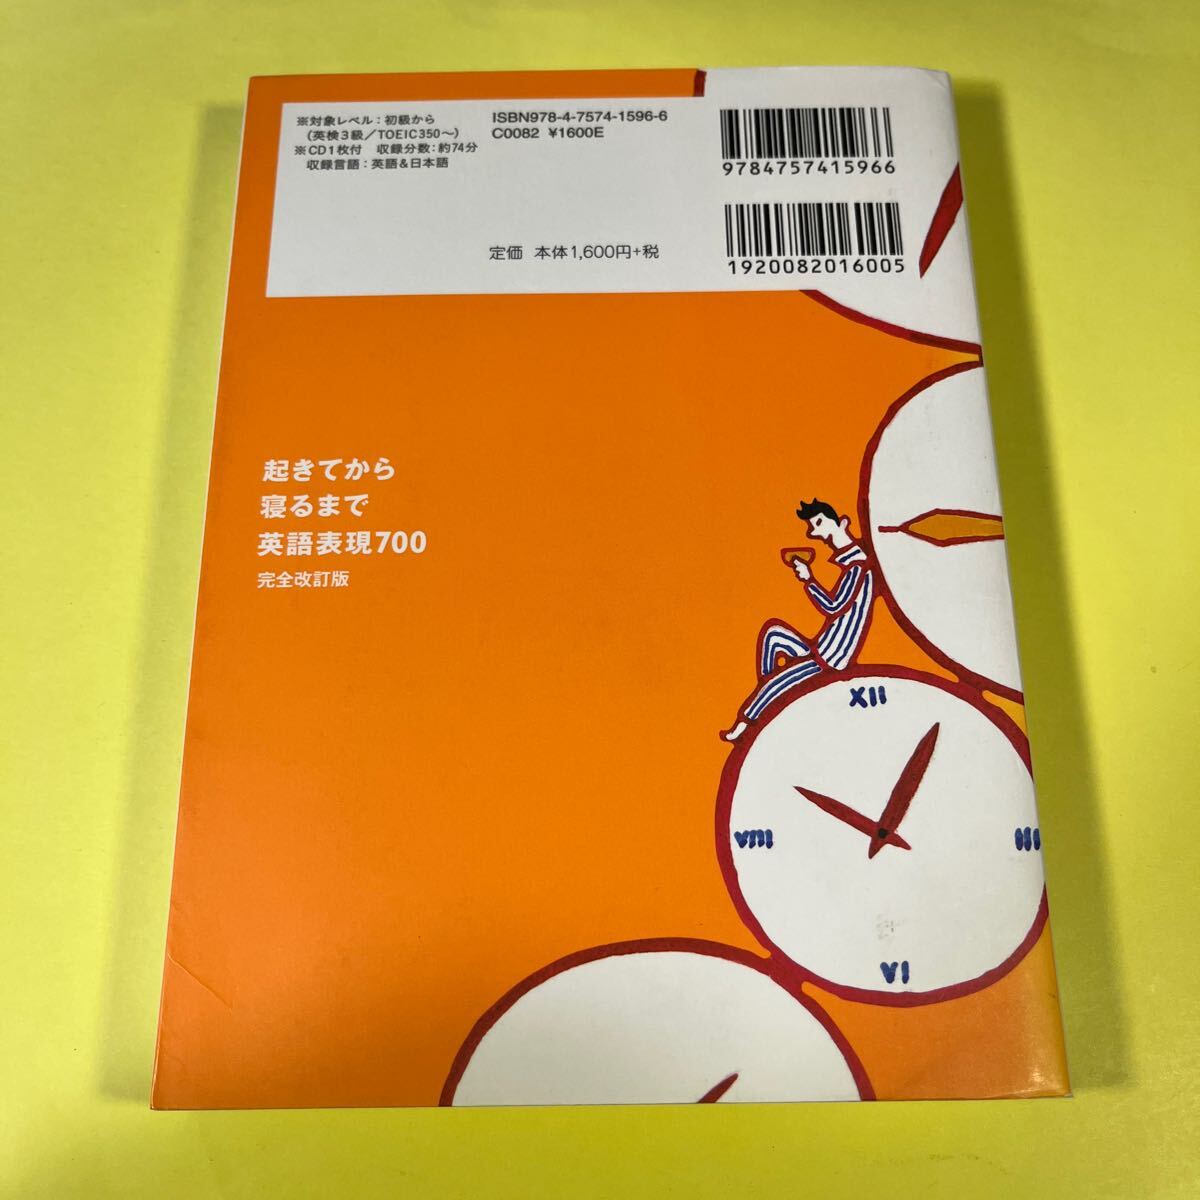 ※対象レベル：初級から
（英検3級／TOEIC350〜）
※CD1枚付　収録分数：約74分
収録言語：英語＆日本語
ISBN978-4-7574-1596-6
C0082 ¥1600E
定価 本体1,600円+税
9784757415966
1920082016005
起きてから
寝るまで
英語表現700
完全改訂版
XII
VIII
III
VI